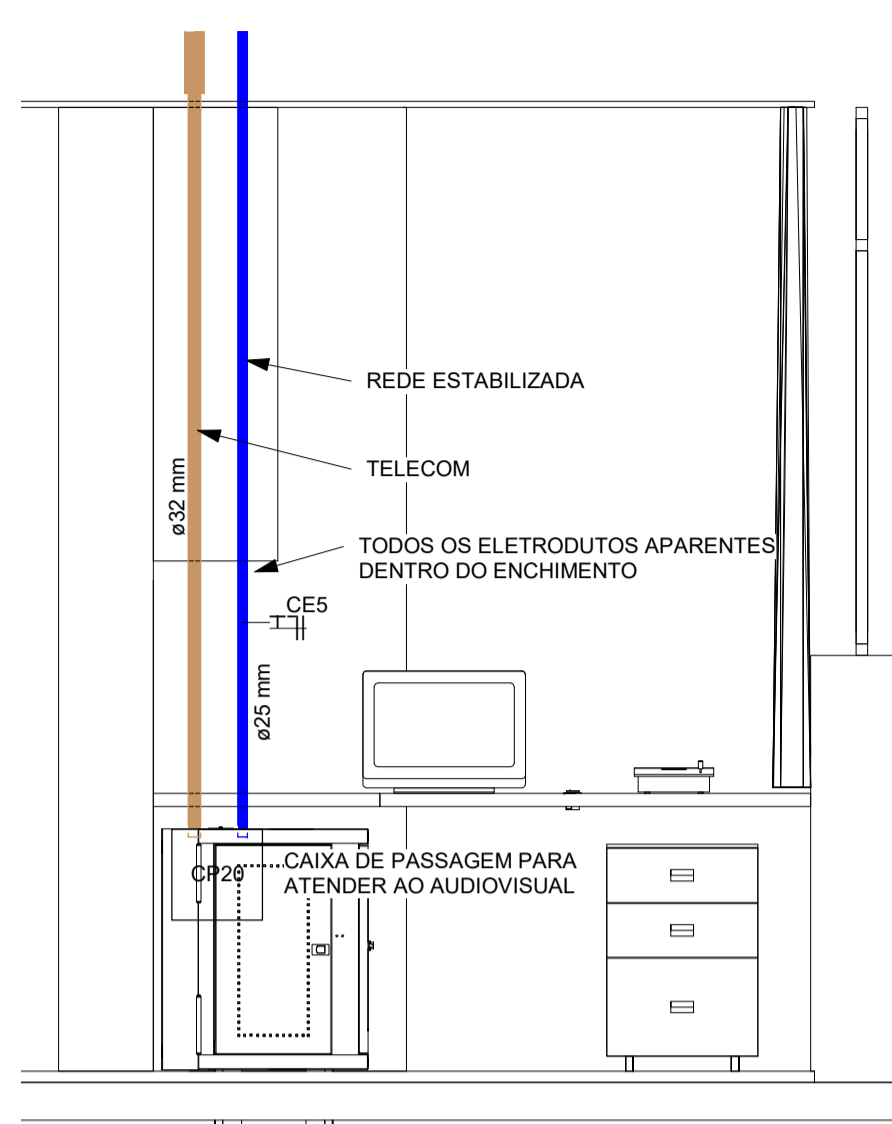 REDE ESTABILIZADA
TELECOM
ø32 mm
TODOS OS ELETRODUTOS APARENTES
DENTRO DO ENCHIMENTO
CE5
ø25 mm
CAIXA DE PASSAGEM PARA
ATENDER AO AUDIOVISUAL
CP20